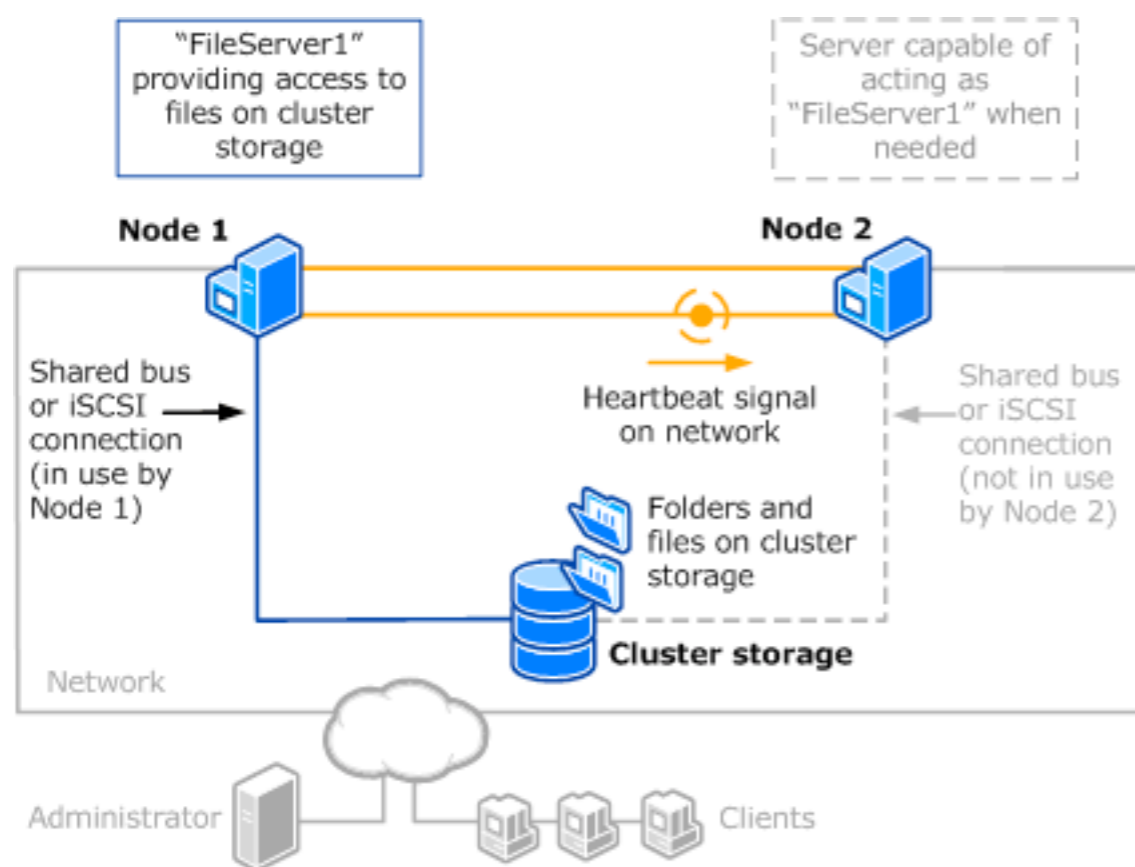 “FileServer1”
providing access to
files on cluster
storage
Server capable of
acting as
“FileServer1” when
needed
Node 1
Node 2
Shared bus
or iSCSI
connection
(in use by
Node 1)
Heartbeat signal
on network
Shared bus
or iSCSI
connection
(not in use
by Node 2)
Folders and
files on cluster
storage
Cluster storage
Network
Administrator
Clients